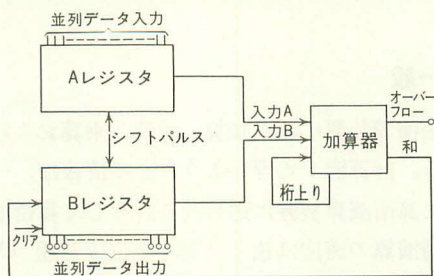 並列データ入力
Aレジスタ
シフトパルス
Bレジスタ
クリア
並列データ出力
入力A
入力B
加算器
桁上り
オーバー
フロー
和
一般